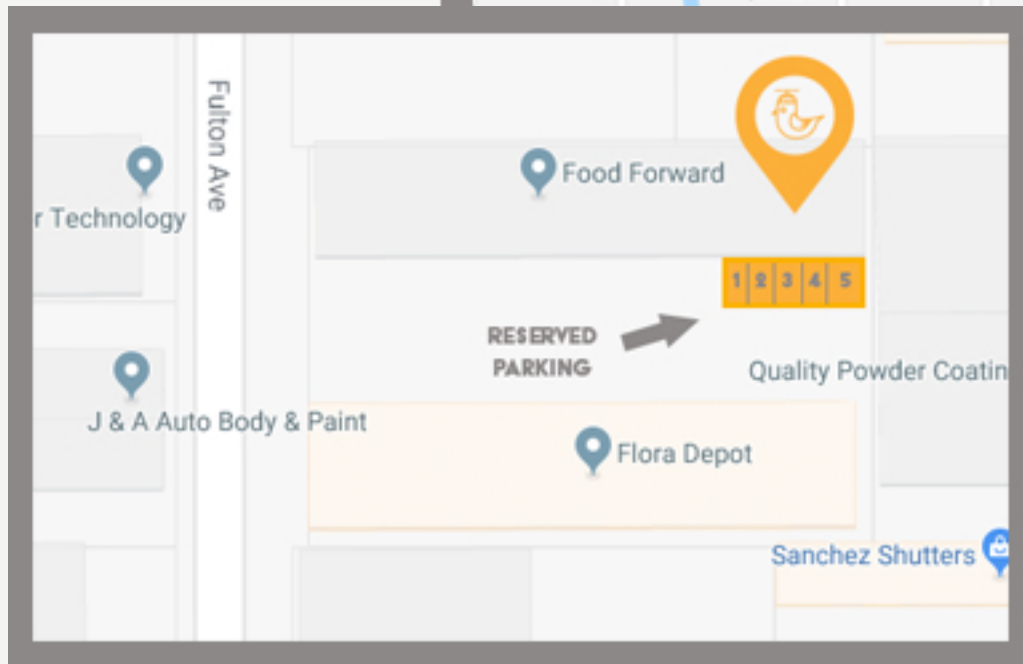 Fulton Ave
Food Forward
r Technology
1 2 3 4 5
RESERVED
PARKING
Quality Powder Coatin
J & A Auto Body & Paint
Flora Depot
Sanchez Shutters